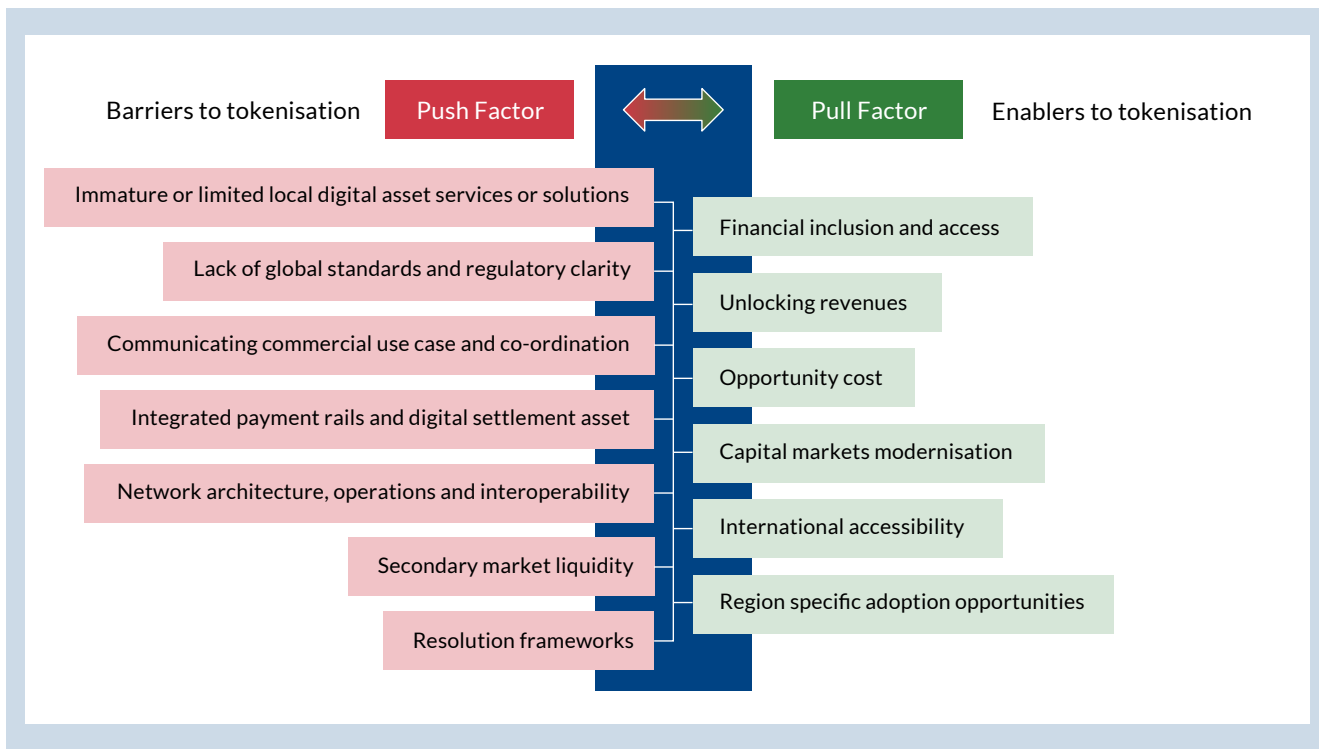 Barriers to tokenisation
Push Factor
Pull Factor
Enablers to tokenisation
Immature or limited local digital asset services or solutions
Lack of global standards and regulatory clarity
Communicating commercial use case and co-ordination
Integrated payment rails and digital settlement asset
Network architecture, operations and interoperability
Secondary market liquidity
Resolution frameworks
Financial inclusion and access
Unlocking revenues
Opportunity cost
Capital markets modernisation
International accessibility
Region specific adoption opportunities